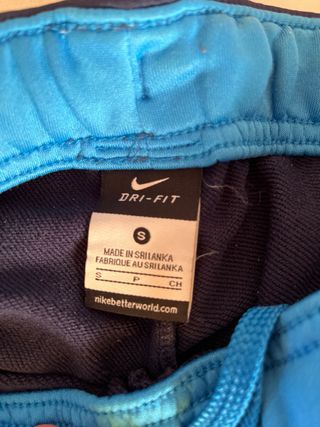 DRI-FIT
S
MADE IN SRI LANKA
FABRIQUE AU SRI LANKA
S P CH
nikebetterworld.com